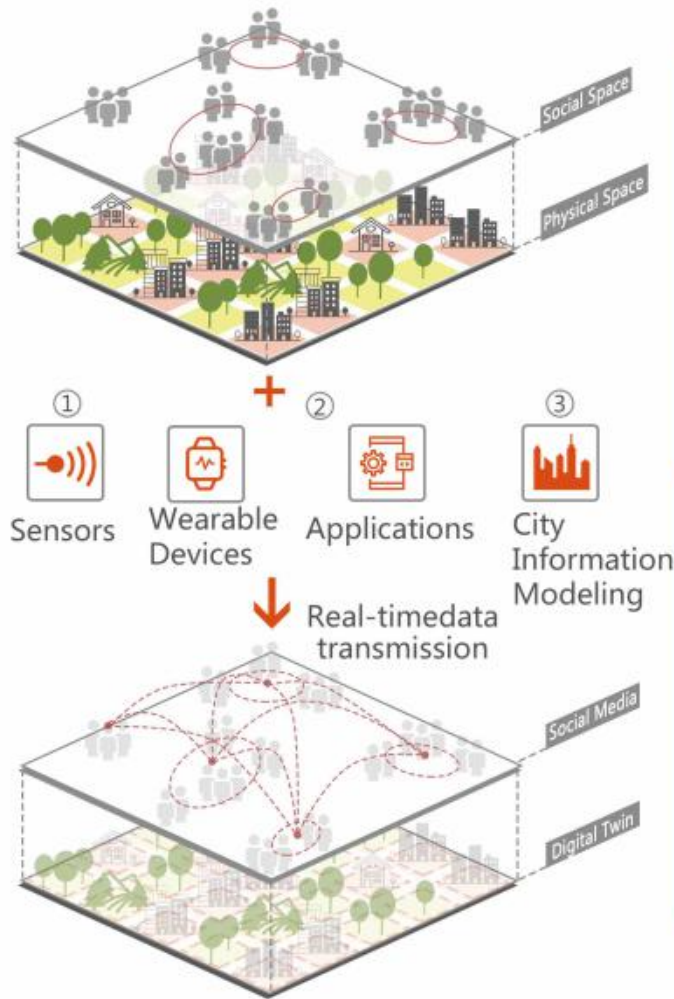 Social Space
Physical Space
+
① ② ③
Sensors
Wearable
Devices
Applications
City
Information
Modeling
Real-timedata
transmission
Social Media
Digital Twin